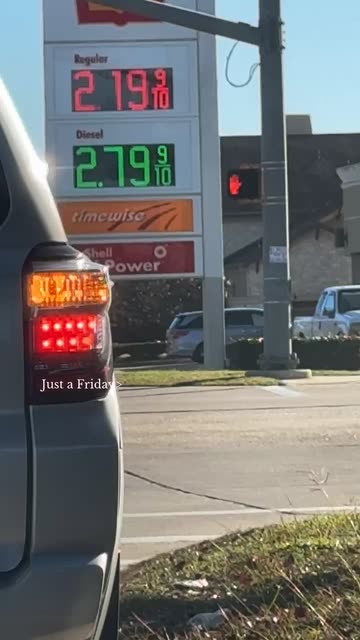 Regular
2.19 9/10
Diesel
2.79 9/10
timewise
Shell
Power
Just a Friday>